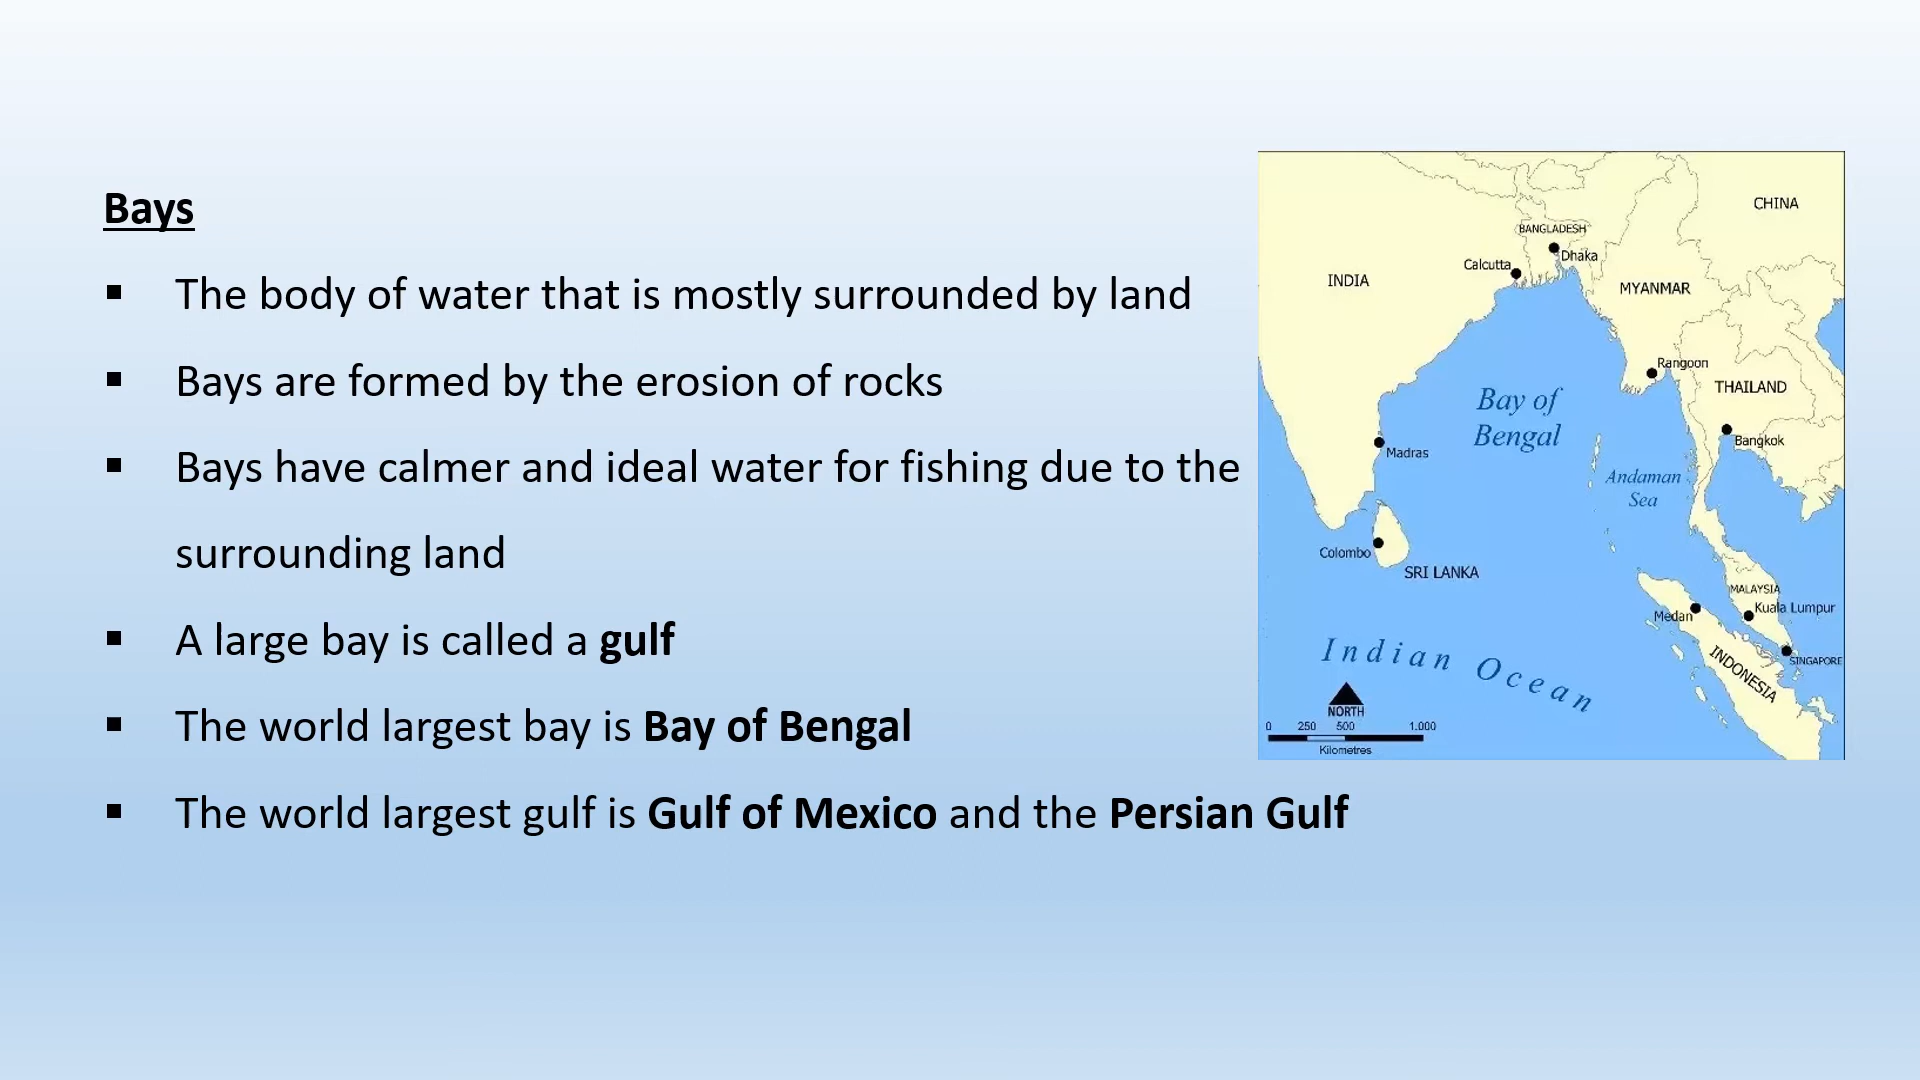 Bays
▪ The body of water that is mostly surrounded by land
▪ Bays are formed by the erosion of rocks
▪ Bays have calmer and ideal water for fishing due to the
surrounding land
▪ A large bay is called a gulf
▪ The world largest bay is Bay of Bengal
▪ The world largest gulf is Gulf of Mexico and the Persian Gulf
CHINA
BANGLADESH
Dhaka
Calcutta
INDIA
MYANMAR
Rangoon
THAILAND
Bay of
Bengal
Bangkok
Madras
Andaman
Sea
Colombo
SRI LANKA
MALAYSIA
Kuala Lumpur
Medan
SINGAPORE
INDONESIA
Indian Ocean
NORTH
0 250 500 1,000
Kilometres